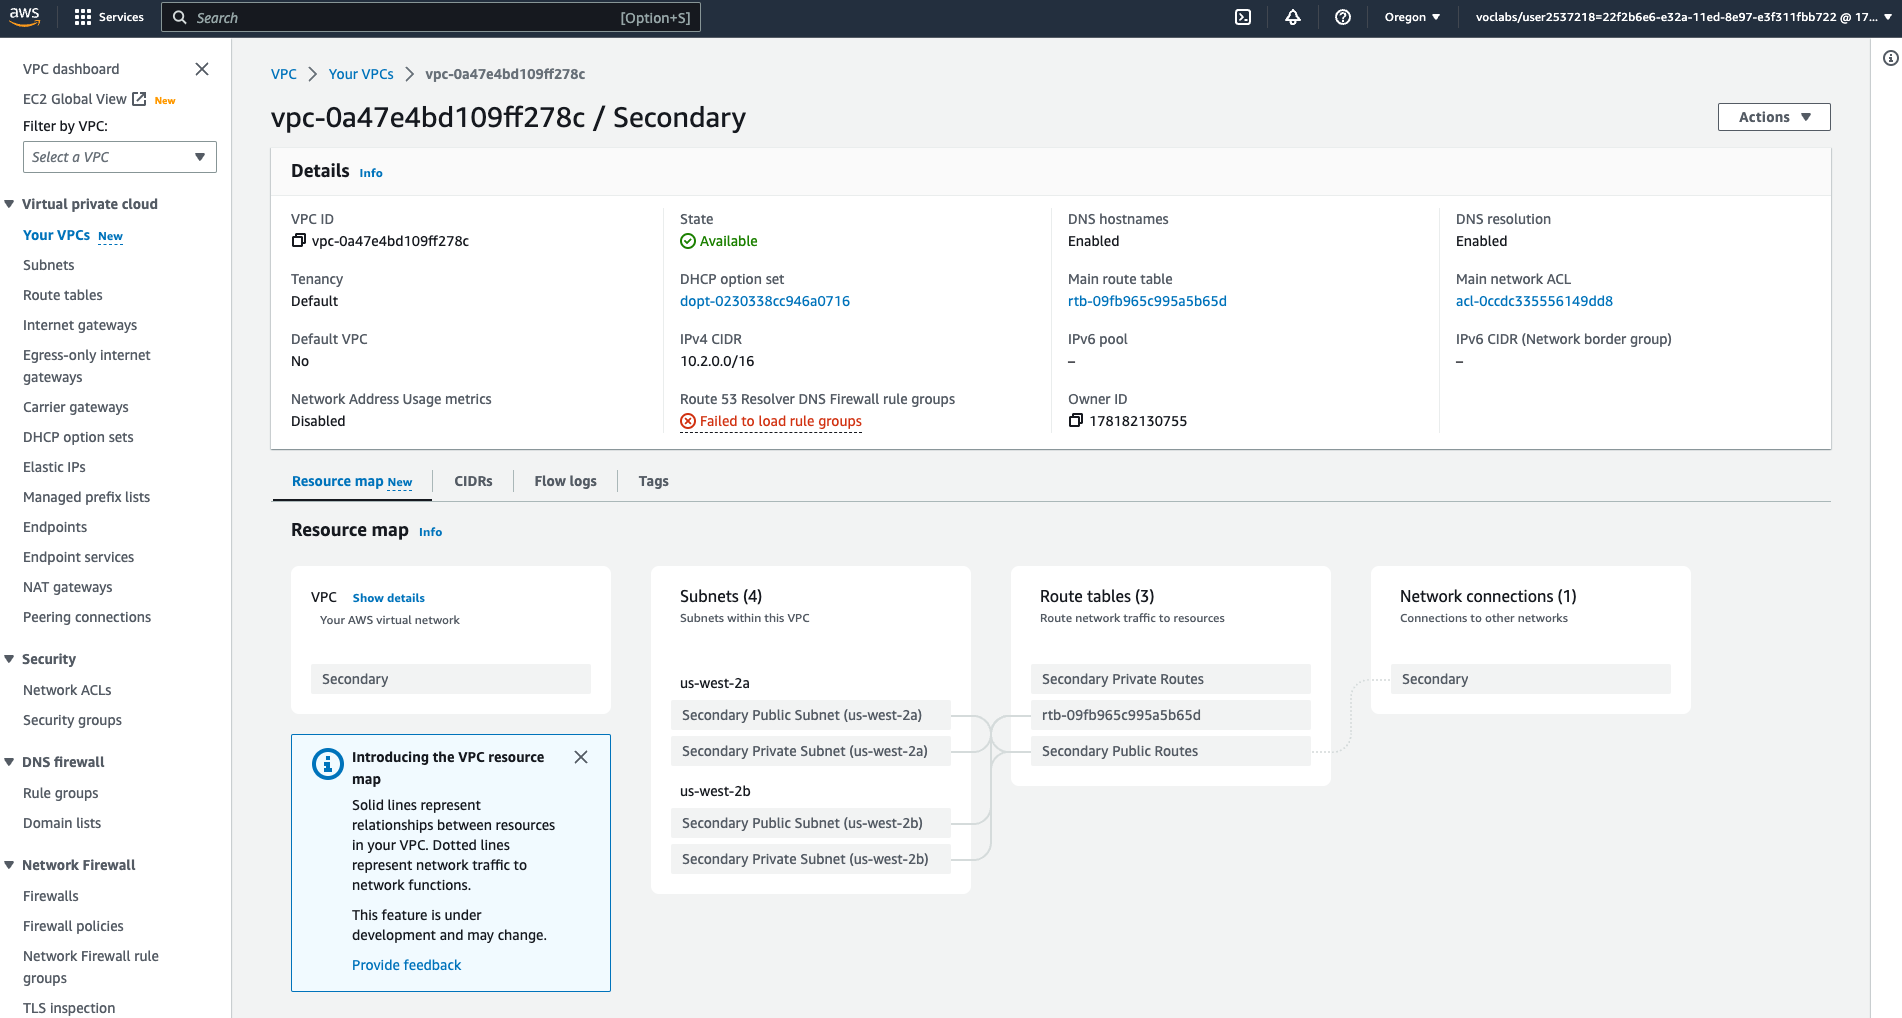 aws
Services
Search
[Option+S]
Oregon
voclabs/user2537218=22f2b6e6-e32a-11ed-8e97-e3f311fbb722 @ 17...
VPC dashboard
EC2 Global View New
Filter by VPC:
Select a VPC
Virtual private cloud
Your VPCs New
Subnets
Route tables
Internet gateways
Egress-only internet
gateways
Carrier gateways
DHCP option sets
Elastic IPs
Managed prefix lists
Endpoints
Endpoint services
NAT gateways
Peering connections
Security
Network ACLs
Security groups
DNS firewall
Rule groups
Domain lists
Network Firewall
Firewalls
Firewall policies
Network Firewall rule
groups
TLS inspection
VPC
Your VPCs
vpc-0a47e4bd109ff278c
vpc-0a47e4bd109ff278c / Secondary
Actions
Details Info
VPC ID
vpc-0a47e4bd109ff278c
State
Available
DNS hostnames
Enabled
DNS resolution
Enabled
Tenancy
Default
DHCP option set
dopt-0230338cc946a0716
Main route table
rtb-09fb965c995a5b65d
Main network ACL
acl-0ccdc335556149dd8
Default VPC
No
IPv4 CIDR
10.2.0.0/16
IPv6 pool
–
IPv6 CIDR (Network border group)
–
Network Address Usage metrics
Disabled
Route 53 Resolver DNS Firewall rule groups
Failed to load rule groups
Owner ID
178182130755
Resource map New
CIDRs
Flow logs
Tags
Resource map Info
VPC Show details
Your AWS virtual network
Secondary
Introducing the VPC resource
map
Solid lines represent
relationships between resources
in your VPC. Dotted lines
represent network traffic to
network functions.
This feature is under
development and may change.
Provide feedback
Subnets (4)
Subnets within this VPC
us-west-2a
Secondary Public Subnet (us-west-2a)
Secondary Private Subnet (us-west-2a)
us-west-2b
Secondary Public Subnet (us-west-2b)
Secondary Private Subnet (us-west-2b)
Route tables (3)
Route network traffic to resources
Secondary Private Routes
rtb-09fb965c995a5b65d
Secondary Public Routes
Network connections (1)
Connections to other networks
Secondary